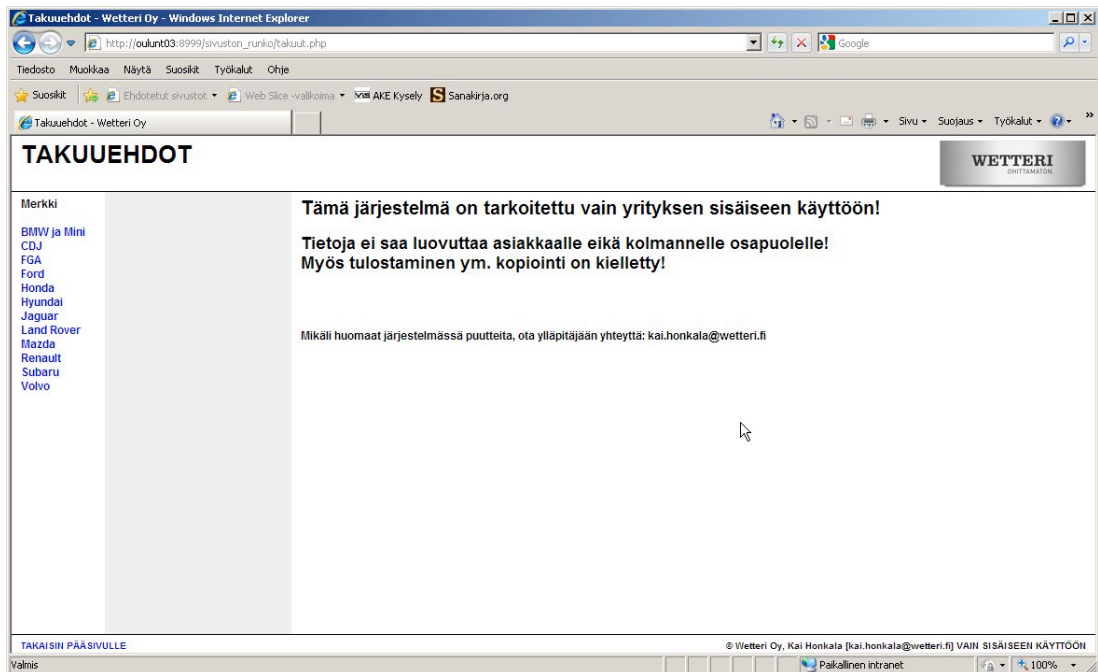 Takuuehdot - Wetteri Oy - Windows Internet Explorer
http://oulunt03:8999/sivuston_runko/takuut.php
Google
Tiedosto Muokkaa Näytä Suosikit Työkalut Ohje
Suosikit Ehdotetut sivustot Web Slice -valikoima AKE Kysely Sanakirja.org
Takuuehdot - Wetteri Oy
Sivu Suojaus Työkalut
TAKUUEHDOT
WETTERI
OHITTAMATON.
Merkki
BMW ja Mini
CDJ
FGA
Ford
Honda
Hyundai
Jaguar
Land Rover
Mazda
Renault
Subaru
Volvo
Tämä järjestelmä on tarkoitettu vain yrityksen sisäiseen käyttöön!
Tietoja ei saa luovuttaa asiakkaalle eikä kolmannelle osapuolelle!
Myös tulostaminen ym. kopiointi on kielletty!
Mikäli huomaat järjestelmässä puutteita, ota ylläpitäjään yhteyttä: kai.honkala@wetteri.fi
TAKAISIN PÄÄSIVULLE
© Wetteri Oy, Kai Honkala [kai.honkala@wetteri.fi] VAIN SISÄISEEN KÄYTTÖÖN
Valmis
Paikallinen intranet
100%